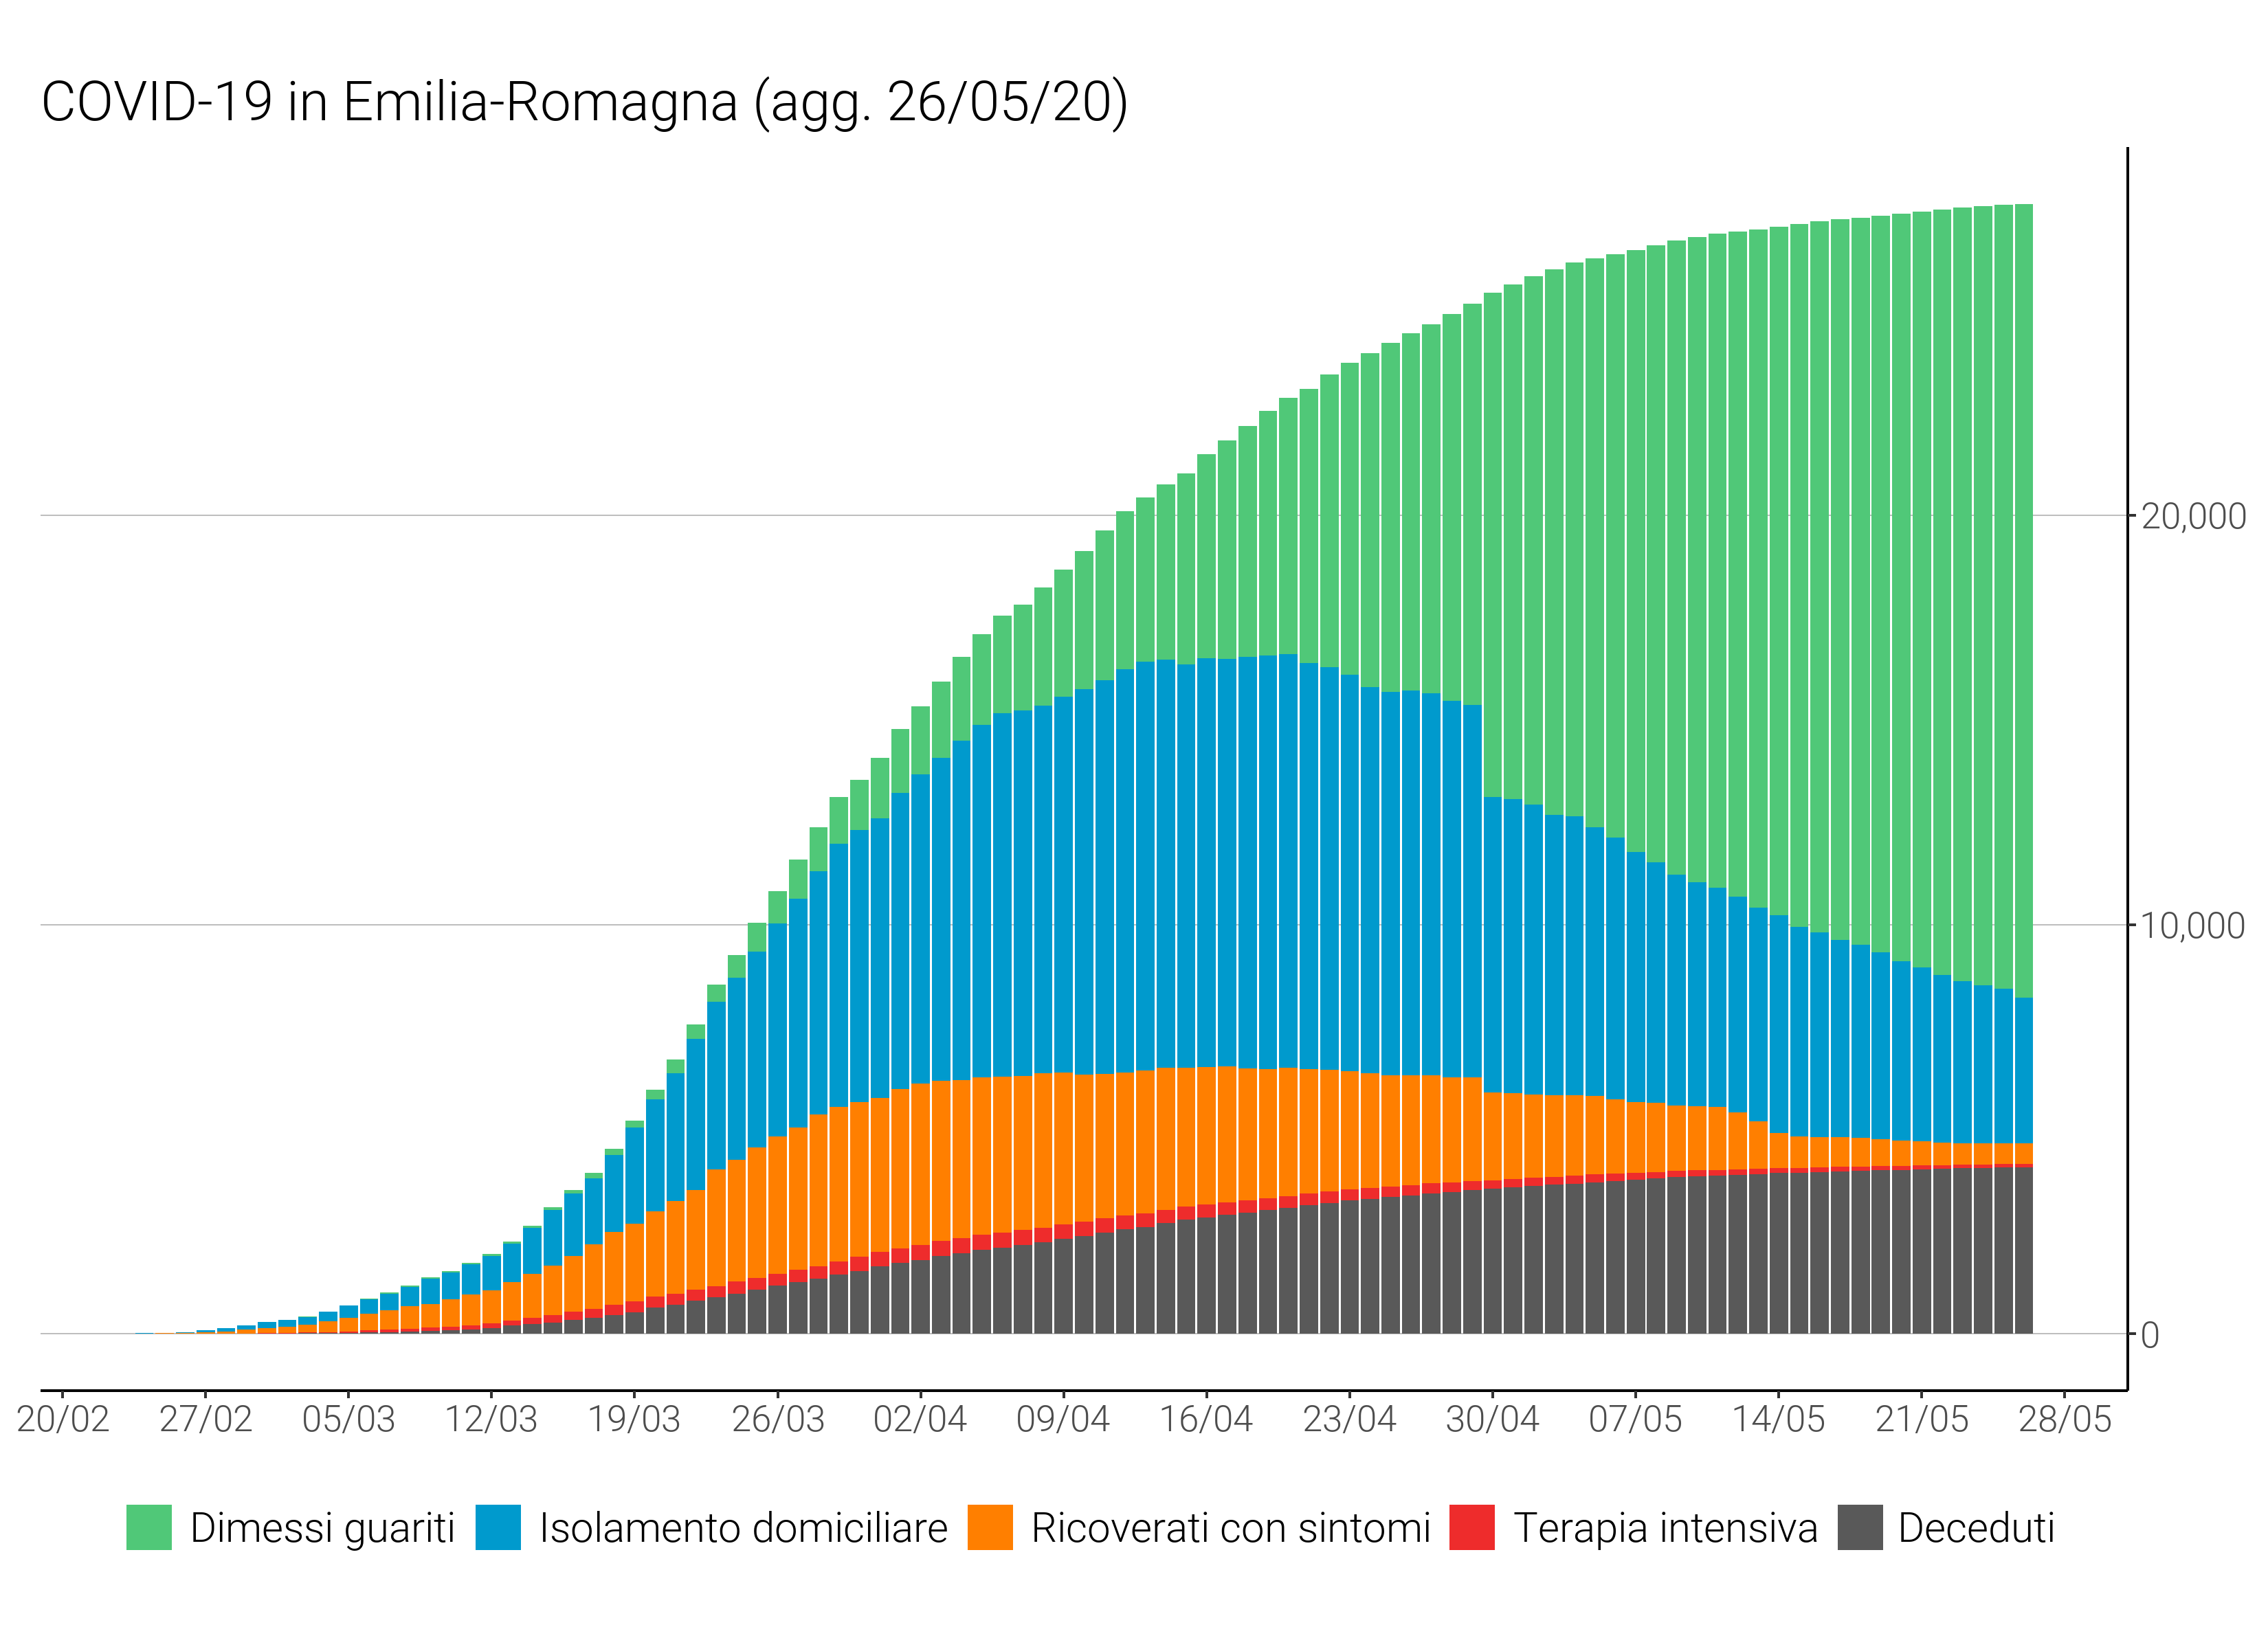 COVID-19 in Emilia-Romagna (agg. 26/05/20)
20,000
10,000
0
20/02 27/02 05/03 12/03 19/03 26/03 02/04 09/04 16/04 23/04 30/04 07/05 14/05 21/05 28/05
Dimessi guariti Isolamento domiciliare Ricoverati con sintomi Terapia intensiva Deceduti